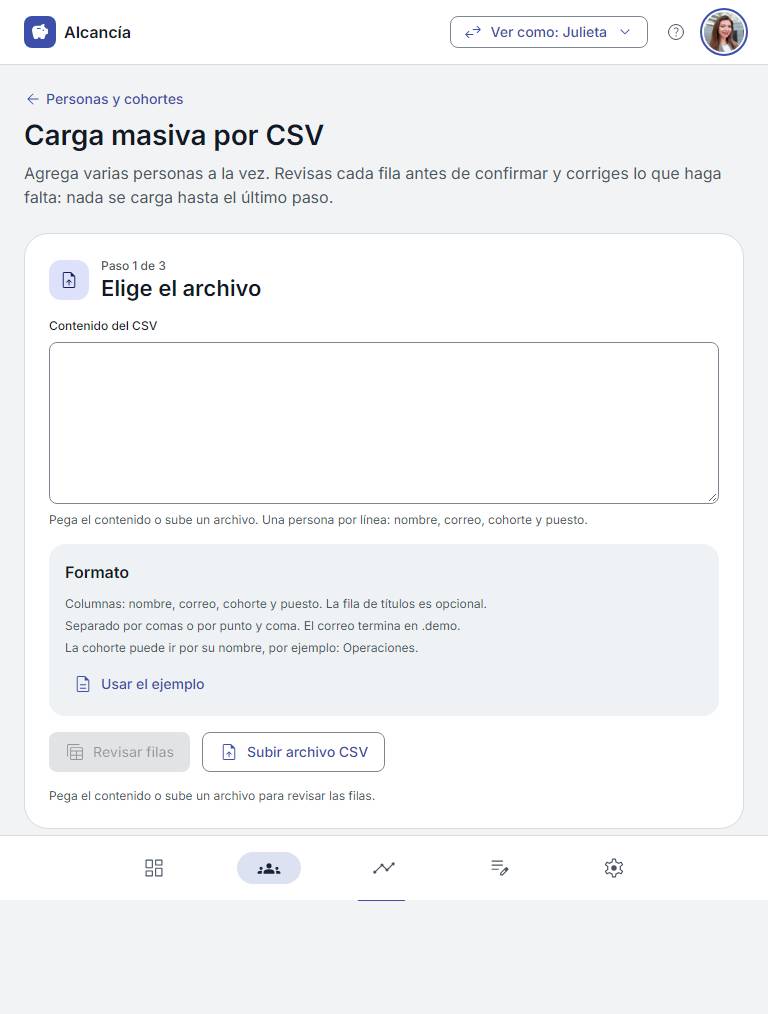 Alcancía
Ver como: Julieta
Personas y cohortes
Carga masiva por CSV
Agrega varias personas a la vez. Revisas cada fila antes de confirmar y corriges lo que haga
falta: nada se carga hasta el último paso.
Paso 1 de 3
Elige el archivo
Contenido del CSV
Pega el contenido o sube un archivo. Una persona por línea: nombre, correo, cohorte y puesto.
Formato
Columnas: nombre, correo, cohorte y puesto. La fila de títulos es opcional.
Separado por comas o por punto y coma. El correo termina en .demo.
La cohorte puede ir por su nombre, por ejemplo: Operaciones.
Usar el ejemplo
Revisar filas
Subir archivo CSV
Pega el contenido o sube un archivo para revisar las filas.